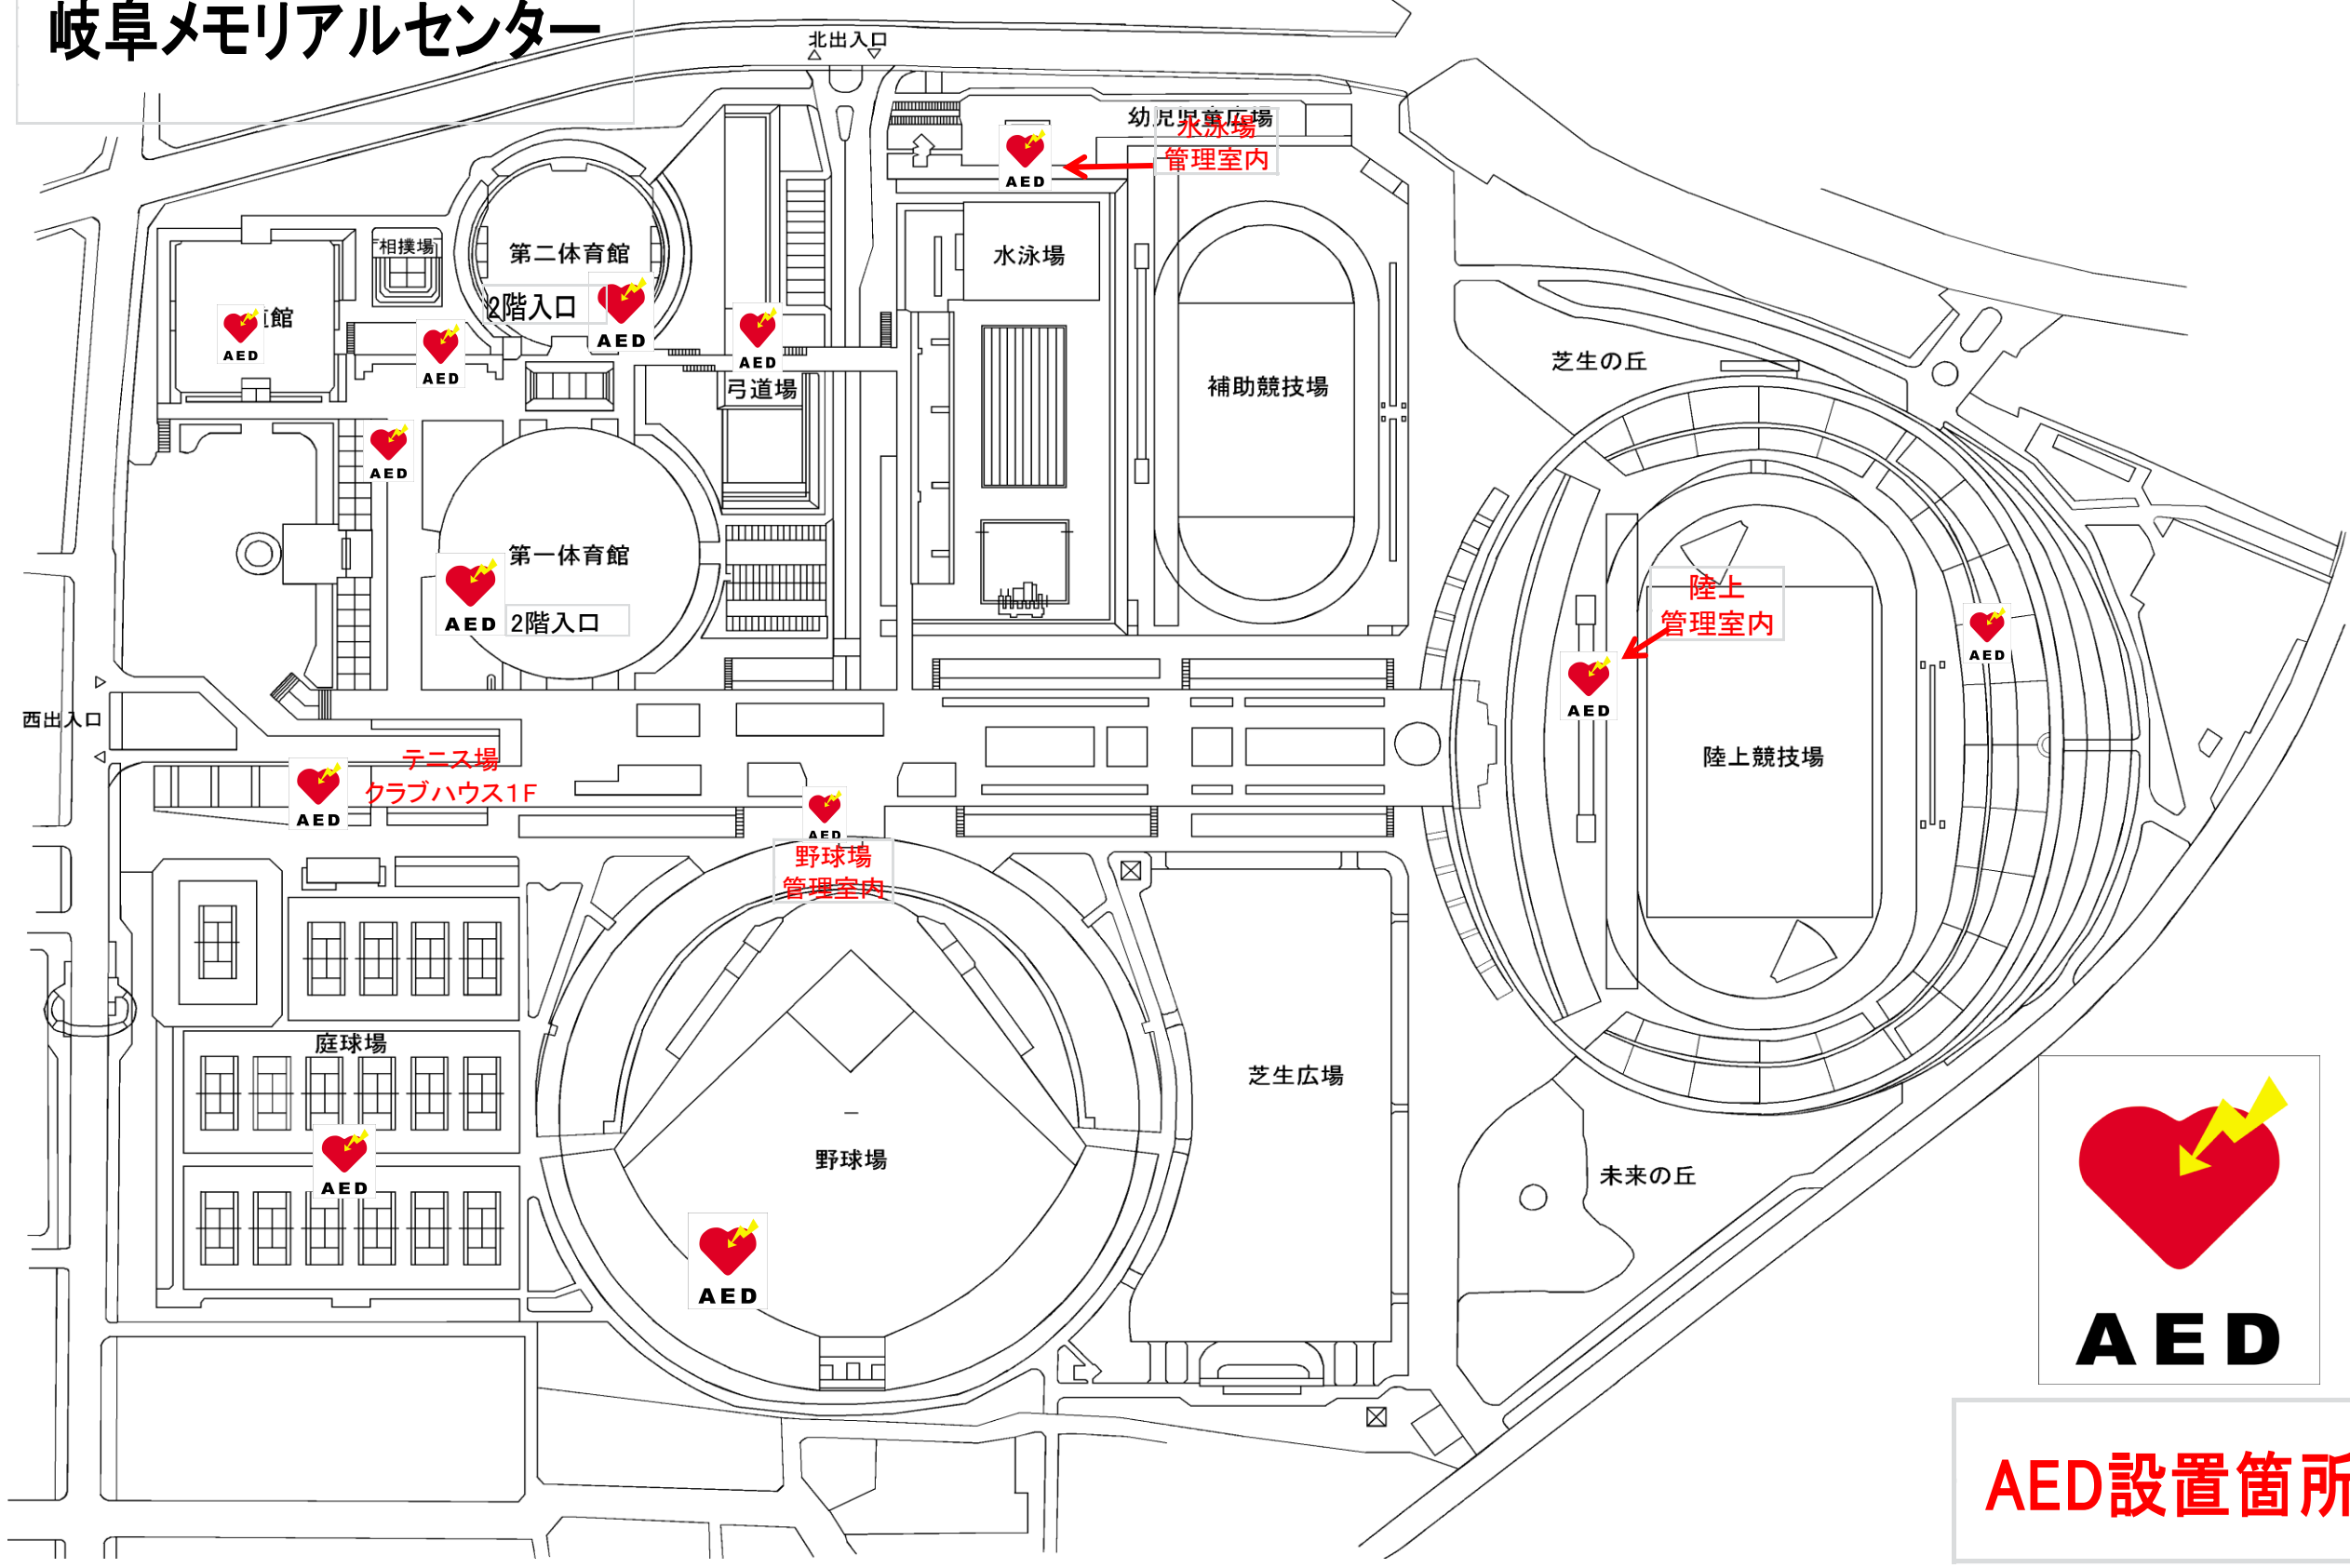 岐阜メモリアルセンター
北出入口
幼児児童広場
水泳場
管理室内
AED
相撲場
第二体育館
2階入口
AED
水泳場
館
AED
AED
AED
弓道場
補助競技場
芝生の丘
AED
第一体育館
AED
2階入口
陸上
管理室内
AED
AED
西出入口
陸上競技場
テニス場
クラブハウス1F
AED
AED
野球場
管理室内
庭球場
芝生広場
野球場
未来の丘
AED
AED
AED
AED設置箇所